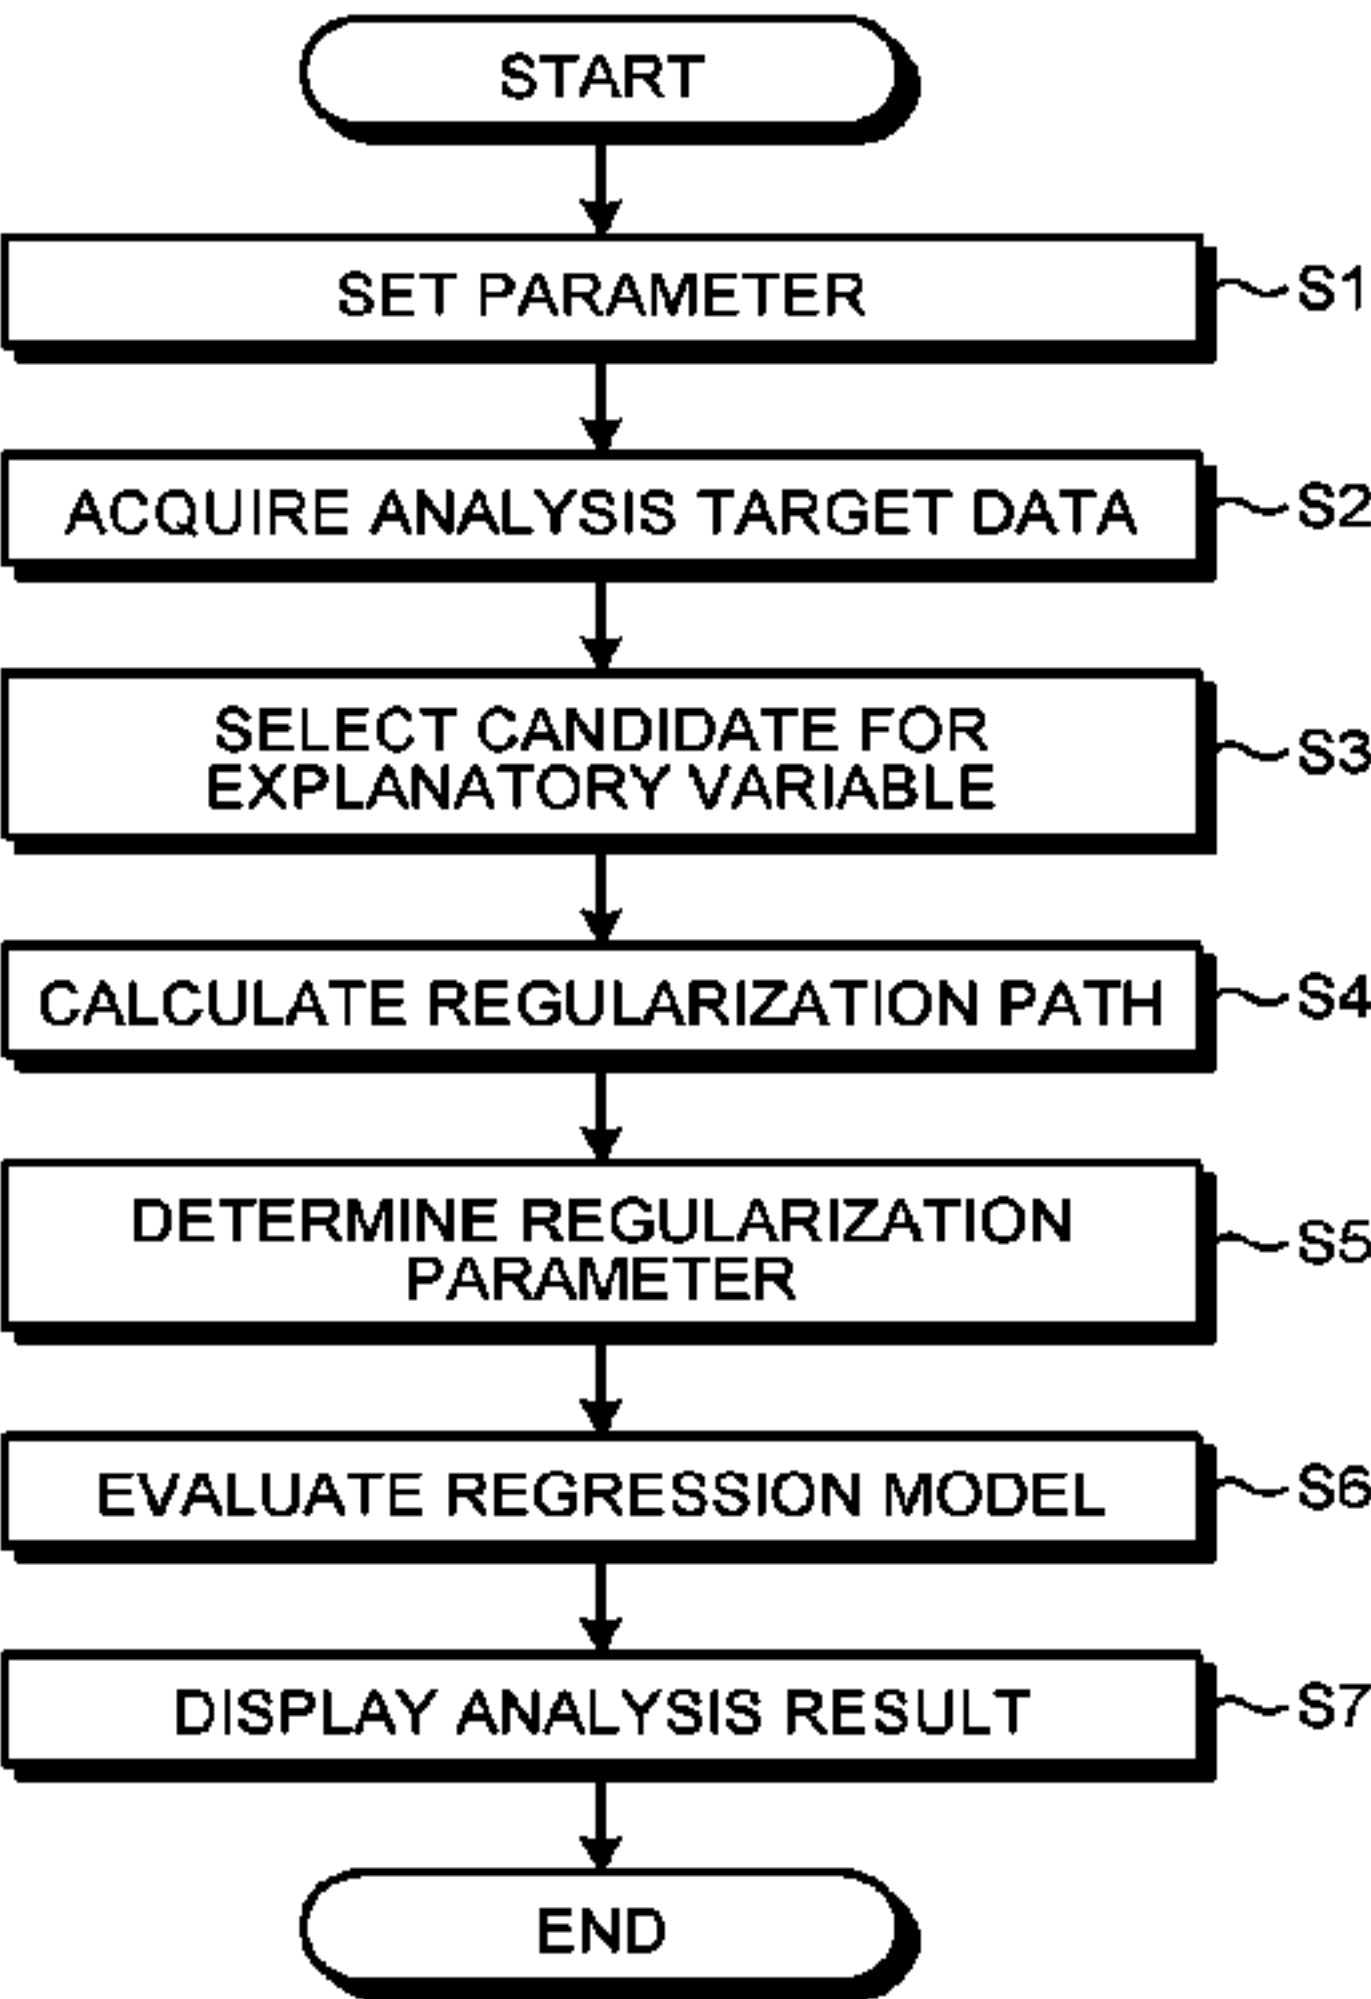 START
SET PARAMETER
S1
ACQUIRE ANALYSIS TARGET DATA
S2
SELECT CANDIDATE FOR
EXPLANATORY VARIABLE
S3
CALCULATE REGULARIZATION PATH
S4
DETERMINE REGULARIZATION
PARAMETER
S5
EVALUATE REGRESSION MODEL
S6
DISPLAY ANALYSIS RESULT
S7
END